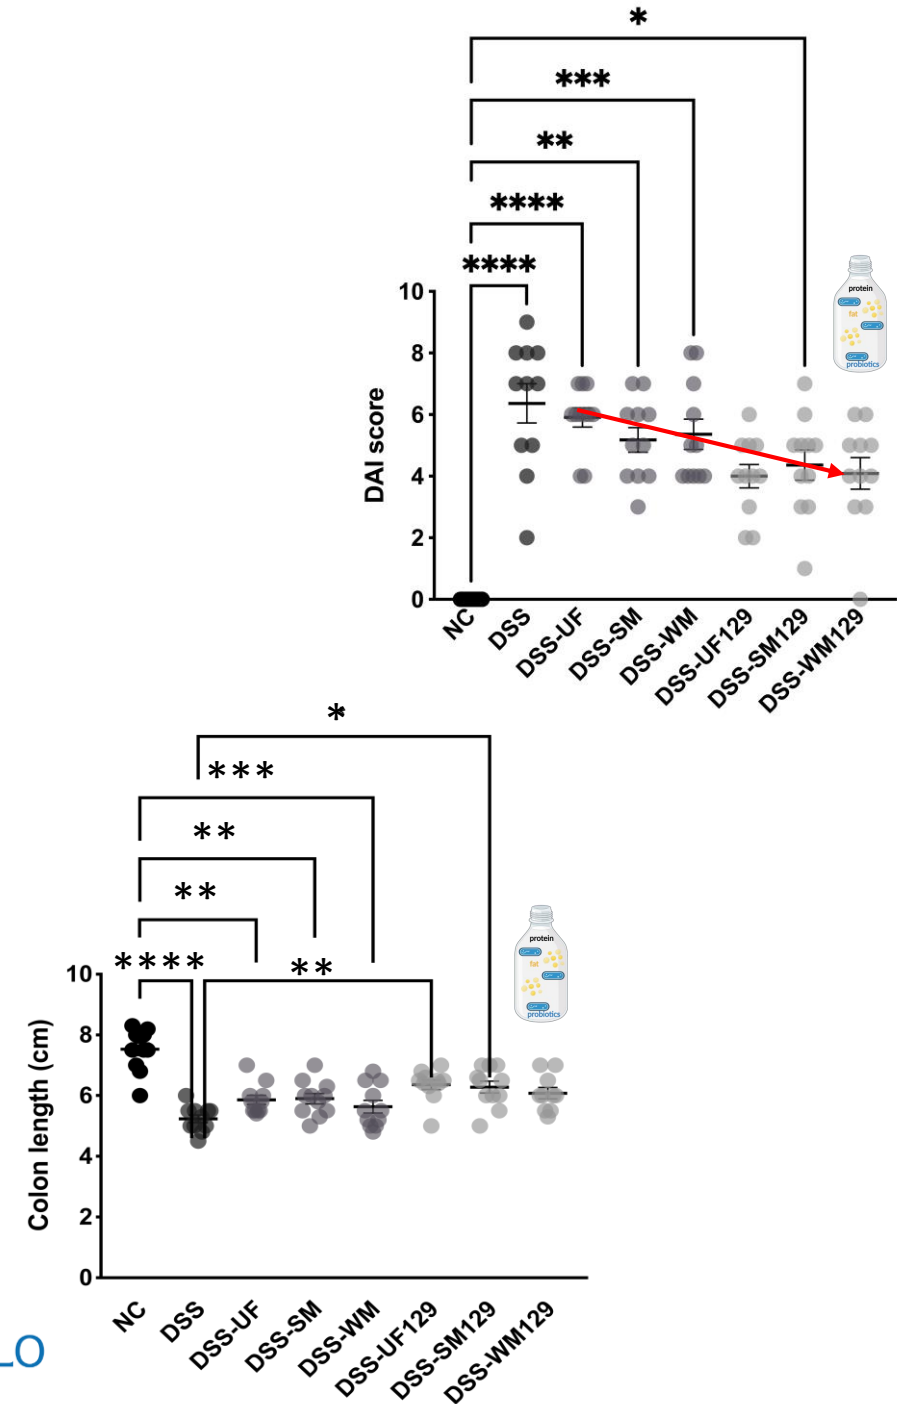 *
***
**
****
****
10
8
6
4
2
0
DAI score
protein
fat
probiotics
NC
DSS
DSS-UF
DSS-SM
DSS-WM
DSS-UF129
DSS-SM129
DSS-WM129
*
***
**
**
****
**
10
8
6
4
2
0
Colon length (cm)
protein
fat
probiotics
NC
DSS
DSS-UF
DSS-SM
DSS-WM
DSS-UF129
DSS-SM129
DSS-WM129
LO